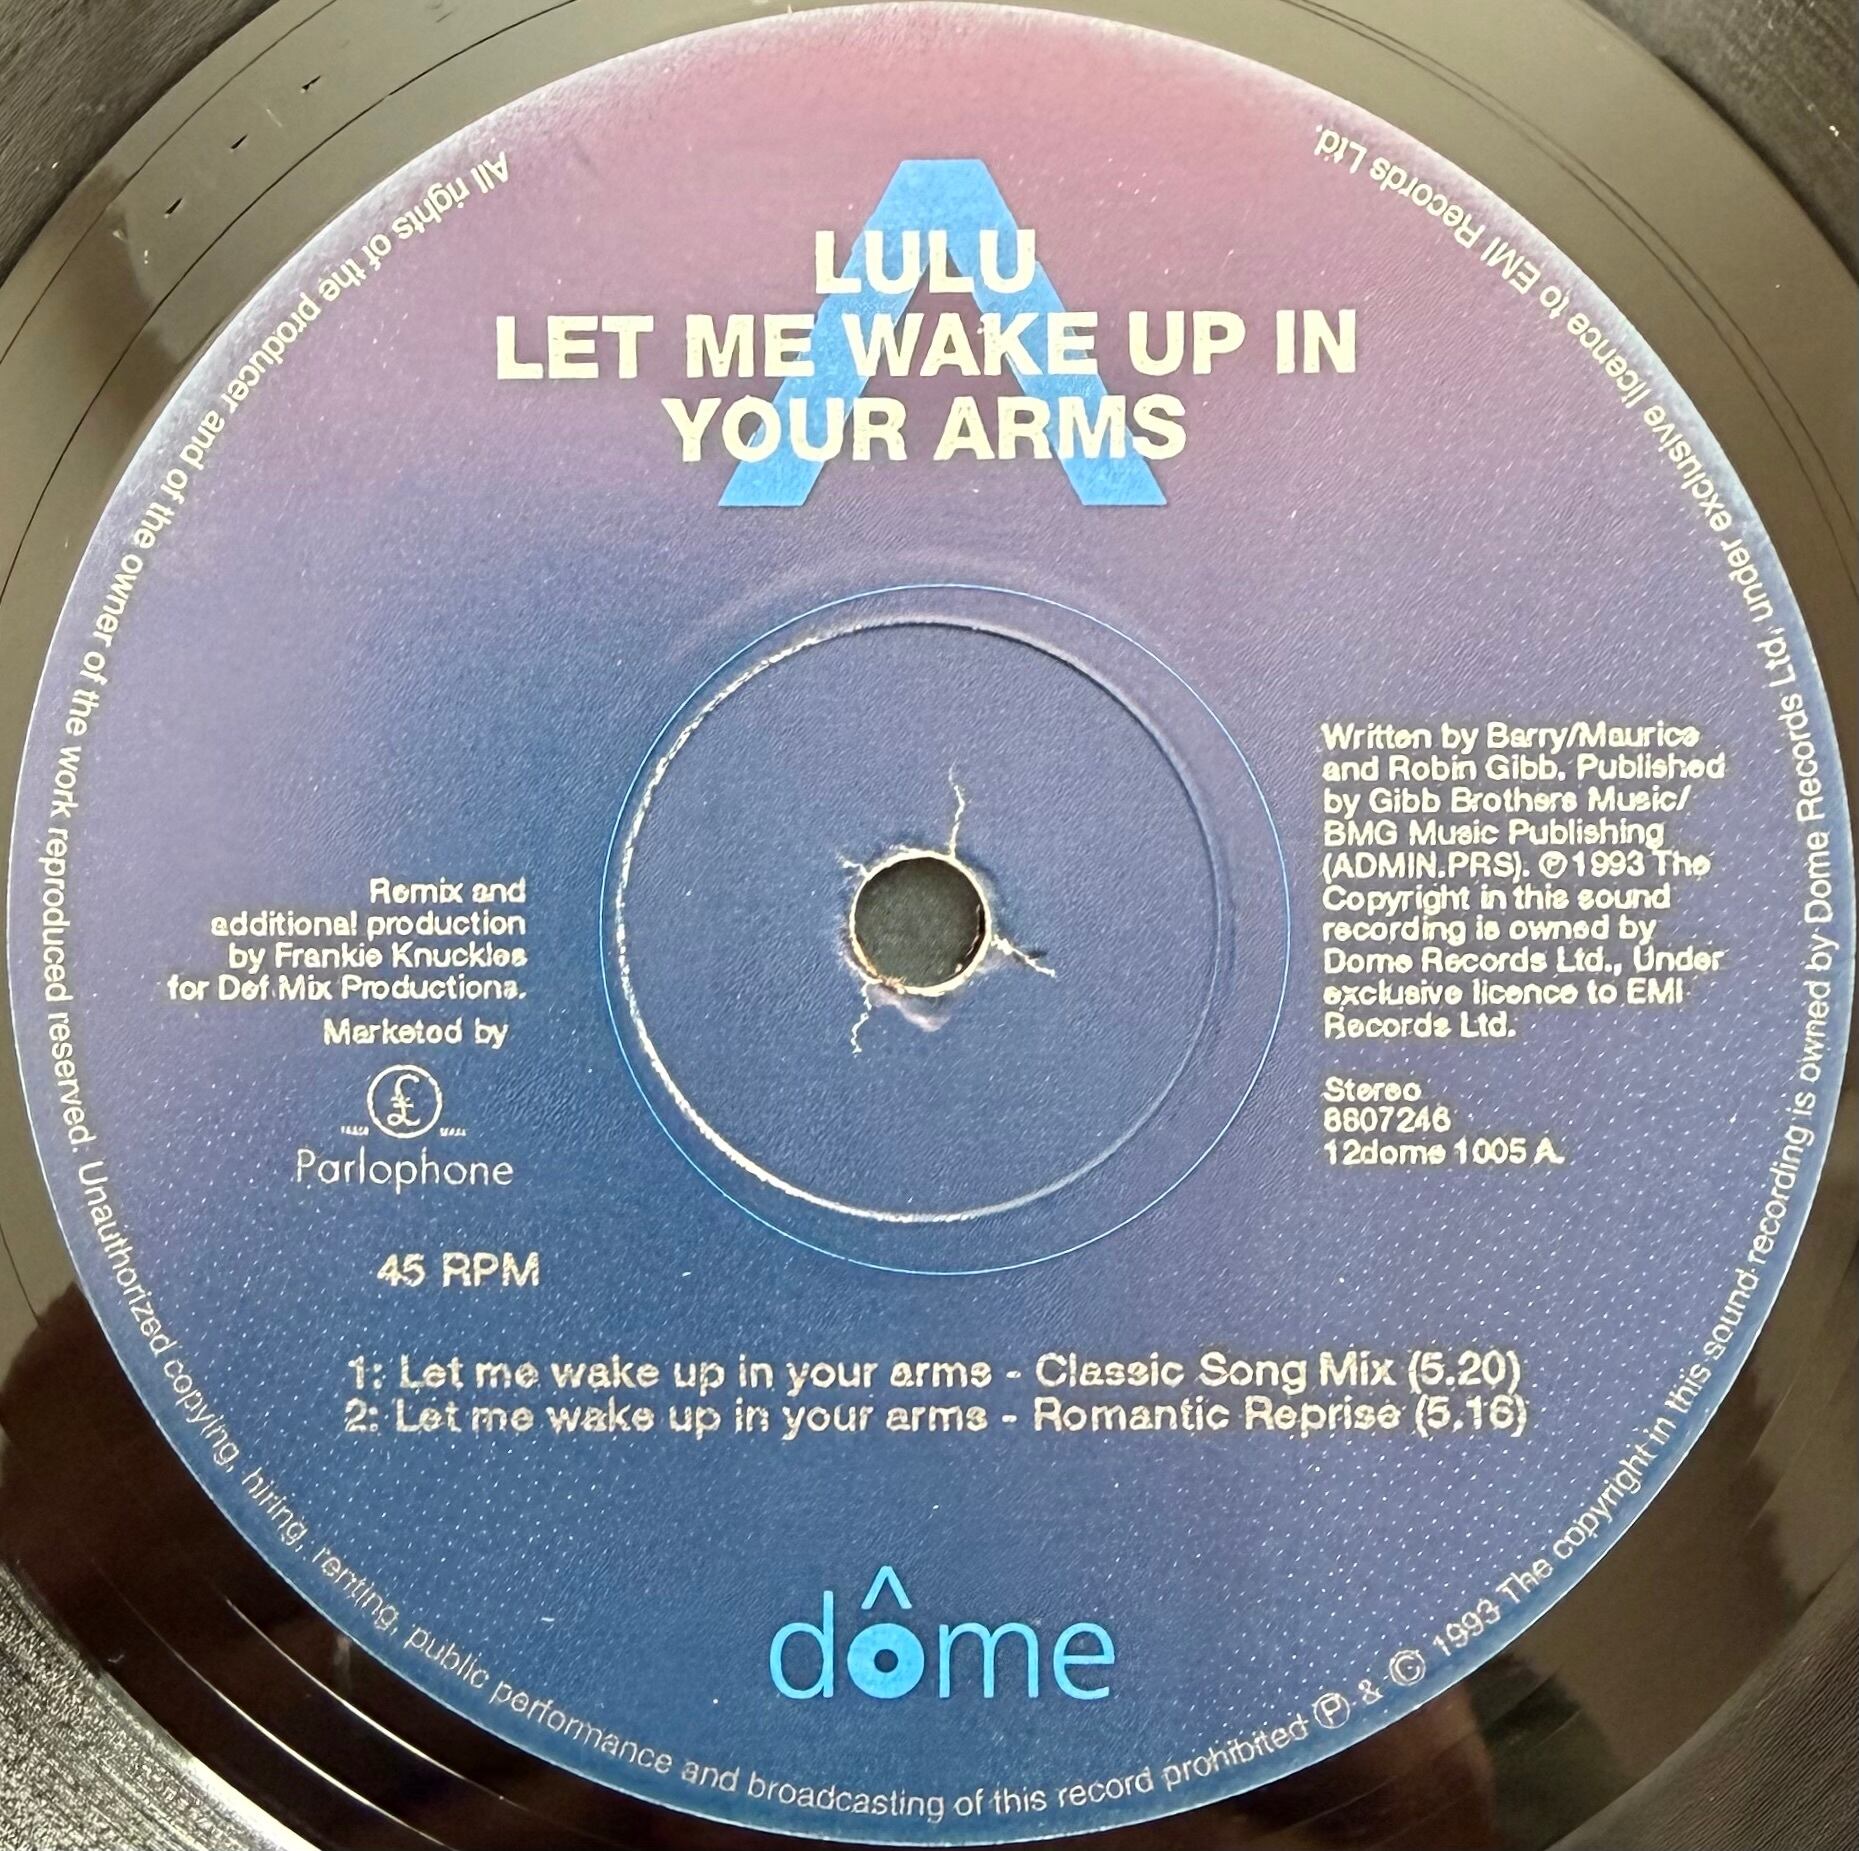 A
LULU
LET ME WAKE UP IN
YOUR ARMS
Written by Barry/Maurice
and Robin Gibb. Published
by Gibb Brothers Music/
BMG Music Publishing
(ADMIN.PRS). ℗ 1993 The
Copyright in this sound
recording is owned by
Dome Records Ltd., Under
exclusive licence to EMI
Records Ltd.
Stereo
8807246
12dome 1005 A.
Remix and
additional production
by Frankie Knuckles
for Def Mix Productions.
Marketed by
£
Parlophone
45 RPM
1: Let me wake up in your arms - Classic Song Mix (5.20)
2: Let me wake up in your arms - Romantic Reprise (5.16)
dôme
All rights of the producer and of the owner of the work reproduced reserved. Unauthorized copying, hiring, renting, public performance and broadcasting of this record prohibited ℗ & © 1993 The copyright in this sound recording is owned by Dome Records Ltd, under exclusive licence to EMI Records Ltd.